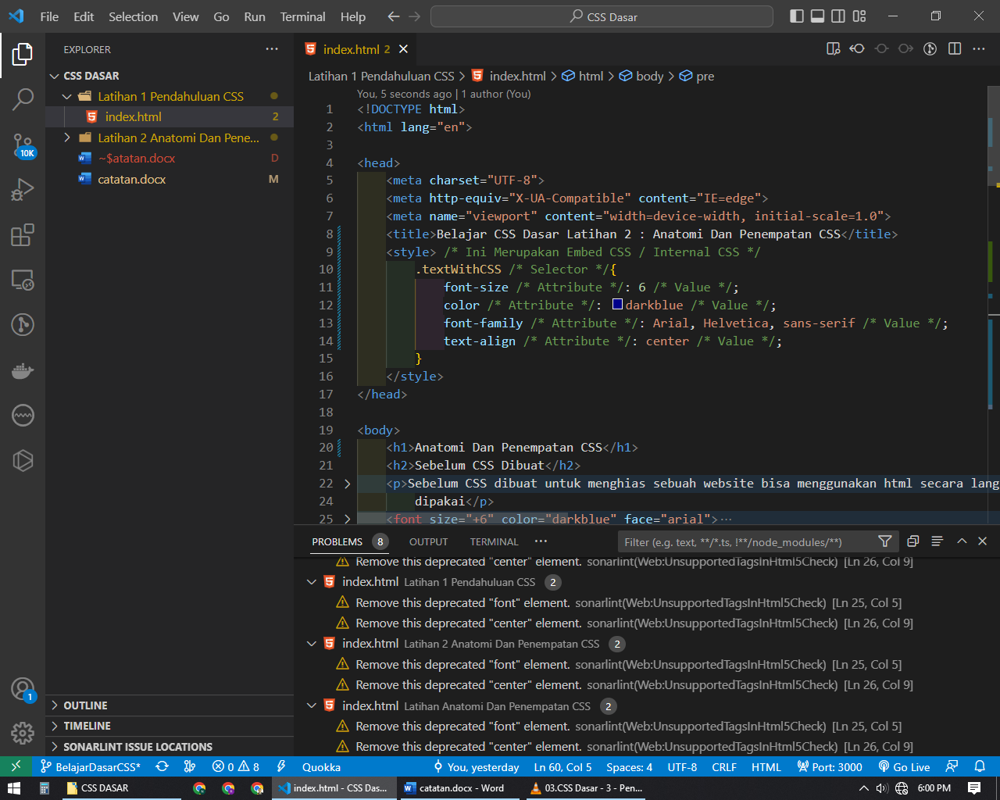 File Edit Selection View Go Run Terminal Help
CSS Dasar
EXPLORER
CSS DASAR
Latihan 1 Pendahuluan CSS
index.html 2
Latihan 2 Anatomi Dan Pene...
~$atatan.docx D
catatan.docx M
10K
1
OUTLINE
TIMELINE
SONARLINT ISSUE LOCATIONS
index.html 2
Latihan 1 Pendahuluan CSS > index.html > html > body > pre
You, 5 seconds ago | 1 author (You)
1 <!DOCTYPE html>
2 <html lang="en">
3
4 <head>
5 <meta charset="UTF-8">
6 <meta http-equiv="X-UA-Compatible" content="IE=edge">
7 <meta name="viewport" content="width=device-width, initial-scale=1.0">
8 <title>Belajar CSS Dasar Latihan 2 : Anatomi Dan Penempatan CSS</title>
9 <style> /* Ini Merupakan Embed CSS / Internal CSS */
10 .textWithCSS /* Selector */{
11 font-size /* Attribute */: 6 /* Value */;
12 color /* Attribute */: darkblue /* Value */;
13 font-family /* Attribute */: Arial, Helvetica, sans-serif /* Value */;
14 text-align /* Attribute */: center /* Value */;
15 }
16 </style>
17 </head>
18
19 <body>
20 <h1>Anatomi Dan Penempatan CSS</h1>
21 <h2>Sebelum CSS Dibuat</h2>
22 <p>Sebelum CSS dibuat untuk menghias sebuah website bisa menggunakan html secara lang
24 dipakai</p>
25 <font size="+6" color="darkblue" face="arial">...
PROBLEMS 8 OUTPUT TERMINAL ...
Filter (e.g. text, **/*.ts, !**/node_modules/**)
Remove this deprecated "center" element. sonarlint(Web:UnsupportedTagsInHtml5Check) [Ln 26, Col 9]
index.html Latihan 1 Pendahuluan CSS 2
Remove this deprecated "font" element. sonarlint(Web:UnsupportedTagsInHtml5Check) [Ln 25, Col 5]
Remove this deprecated "center" element. sonarlint(Web:UnsupportedTagsInHtml5Check) [Ln 26, Col 9]
index.html Latihan 2 Anatomi Dan Penempatan CSS 2
Remove this deprecated "font" element. sonarlint(Web:UnsupportedTagsInHtml5Check) [Ln 25, Col 5]
Remove this deprecated "center" element. sonarlint(Web:UnsupportedTagsInHtml5Check) [Ln 26, Col 9]
index.html Latihan Anatomi Dan Penempatan CSS 2
Remove this deprecated "font" element. sonarlint(Web:UnsupportedTagsInHtml5Check) [Ln 25, Col 5]
Remove this deprecated "center" element. sonarlint(Web:UnsupportedTagsInHtml5Check) [Ln 26, Col 9]
BelajarDasarCSS* 0 8 Quokka You, yesterday Ln 60, Col 5 Spaces: 4 UTF-8 CRLF HTML Port: 3000 Go Live
CSS DASAR index.html - CSS Das... catatan.docx - Word 03.CSS Dasar - 3 - Pen... 6:00 PM